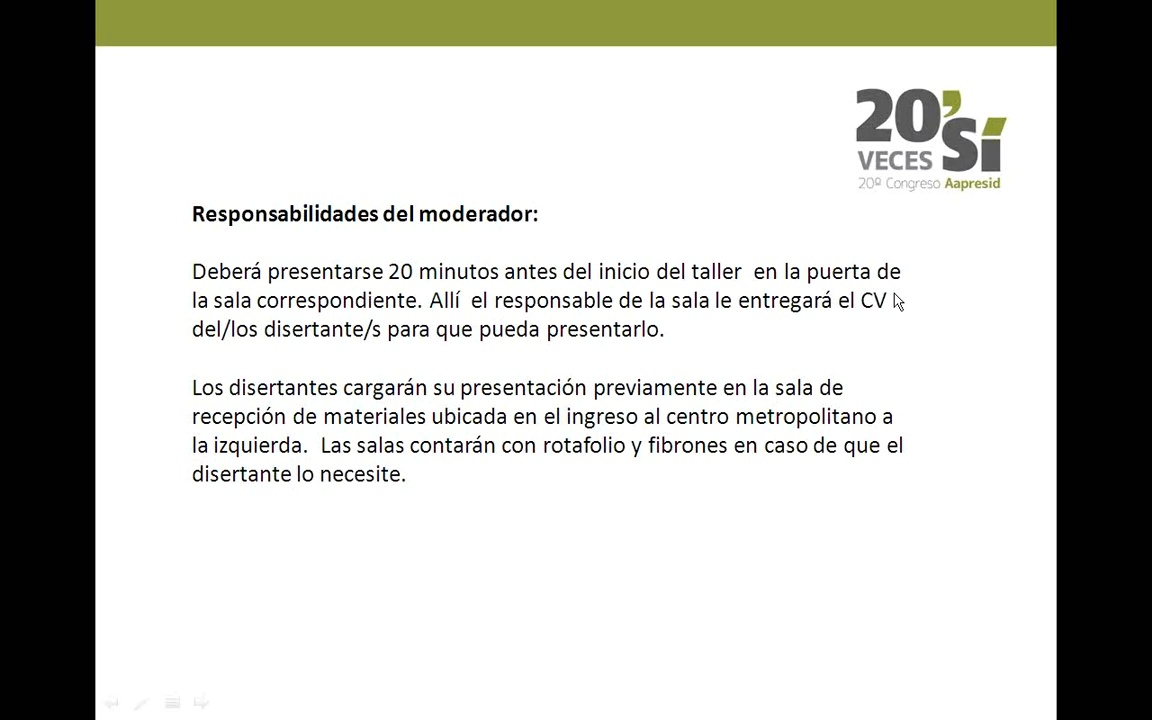 20’Sí
VECES
20º Congreso Aapresid
Responsabilidades del moderador:
Deberá presentarse 20 minutos antes del inicio del taller en la puerta de
la sala correspondiente. Allí el responsable de la sala le entregará el CV
del/los disertante/s para que pueda presentarlo.
Los disertantes cargarán su presentación previamente en la sala de
recepción de materiales ubicada en el ingreso al centro metropolitano a
la izquierda. Las salas contarán con rotafolio y fibrones en caso de que el
disertante lo necesite.